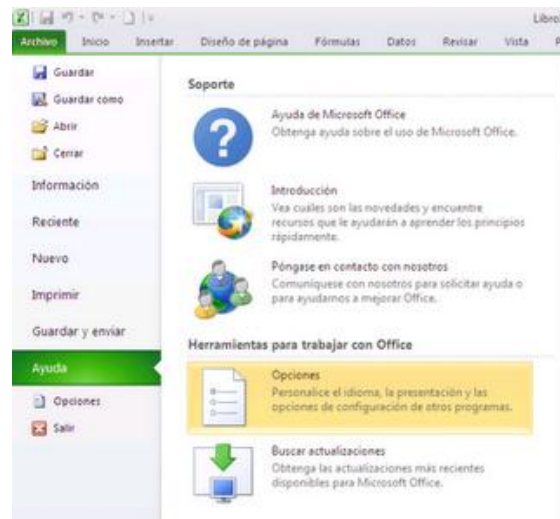 Libro
Archivo Inicio Insertar Diseño de página Fórmulas Datos Revisar Vista
Guardar
Guardar como
Abrir
Cerrar
Información
Reciente
Nuevo
Imprimir
Guardar y enviar
Ayuda
Opciones
Salir
Soporte
Ayuda de Microsoft Office
Obtenga ayuda sobre el uso de Microsoft Office.
Introducción
Vea cuáles son las novedades y encuentre
recursos que le ayudarán a aprender los principios
rápidamente.
Póngase en contacto con nosotros
Comuníquese con nosotros para solicitar ayuda o
para ayudarnos a mejorar Office.
Herramientas para trabajar con Office
Opciones
Personalice el idioma, la presentación y las
opciones de configuración de otros programas.
Buscar actualizaciones
Obtenga las actualizaciones más recientes
disponibles para Microsoft Office.